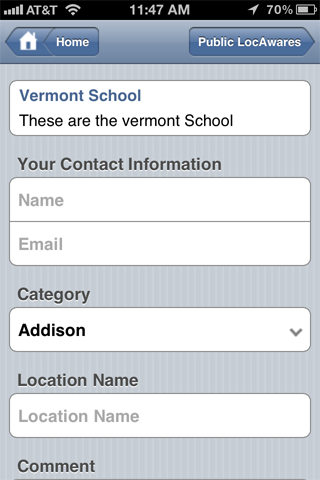 AT&T 11:47 AM 70%
Home Public LocAwares
Vermont School
These are the vermont School
Your Contact Information
Name
Email
Category
Addison
Location Name
Location Name
Comment